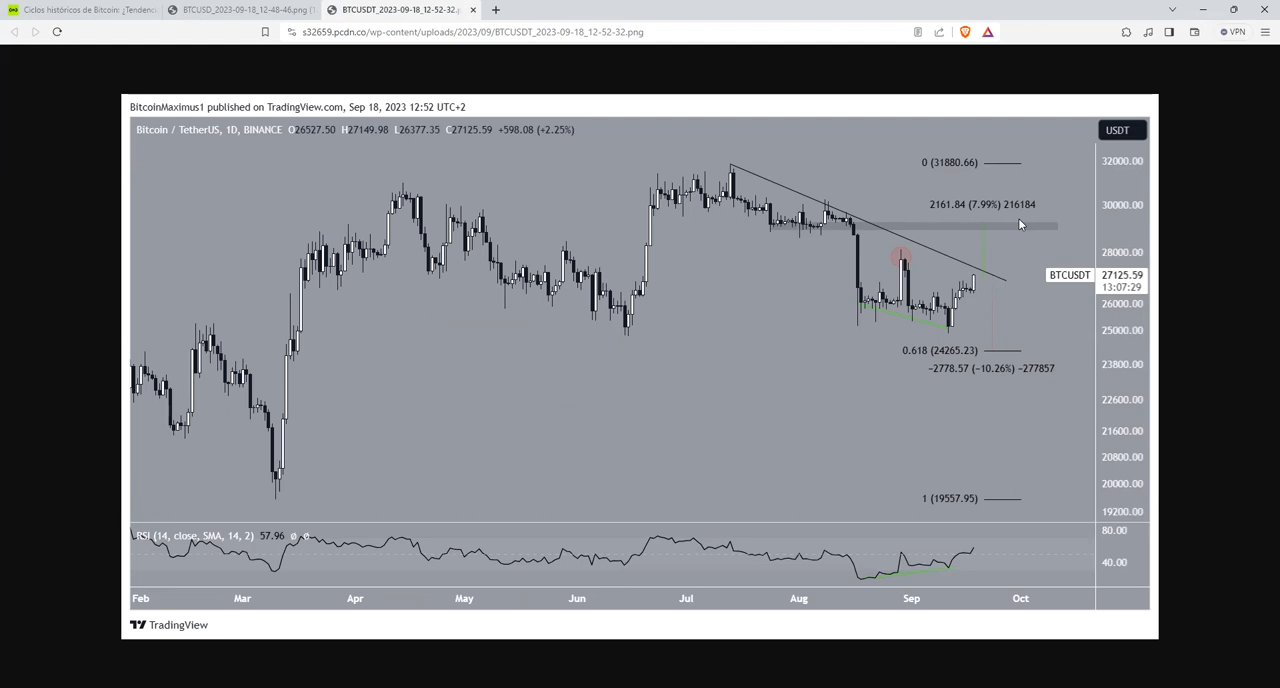 Ciclos históricos de Bitcoin: ¿Tendenci
BTCUSD_2023-09-18_12-48-46.png (1
BTCUSDT_2023-09-18_12-52-32.p
s32659.pcdn.co/wp-content/uploads/2023/09/BTCUSDT_2023-09-18_12-52-32.png
VPN
BitcoinMaximus1 published on TradingView.com, Sep 18, 2023 12:52 UTC+2
Bitcoin / TetherUS, 1D, BINANCE O26527.50 H27149.98 L26377.35 C27125.59 +598.08 (+2.25%)
USDT
0 (31880.66)
32000.00
2161.84 (7.99%) 216184
30000.00
28000.00
BTCUSDT 27125.59
13:07:29
26000.00
25000.00
0.618 (24265.23)
−2778.57 (−10.26%) −277857
23800.00
22600.00
21600.00
20800.00
20000.00
1 (19557.95)
19200.00
RSI (14, close, SMA, 14, 2) 57.96 ø ø
80.00
40.00
Feb Mar Apr May Jun Jul Aug Sep Oct
TradingView